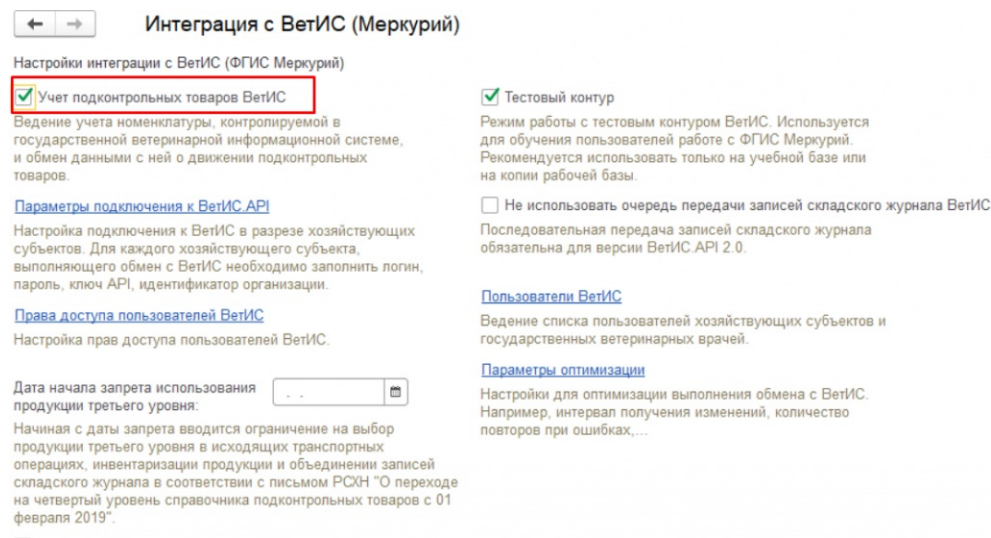 Интеграция с ВетИС (Меркурий)
Настройки интеграции с ВетИС (ФГИС Меркурий)
Учет подконтрольных товаров ВетИС
Ведение учета номенклатуры, контролируемой в
государственной ветеринарной информационной системе,
и обмен данными с ней о движении подконтрольных
товаров.
Параметры подключения к ВетИС.API
Настройка подключения к ВетИС в разрезе хозяйствующих
субъектов. Для каждого хозяйствующего субъекта,
выполняющего обмен с ВетИС необходимо заполнить логин,
пароль, ключ API, идентификатор организации.
Права доступа пользователей ВетИС
Настройка прав доступа пользователей ВетИС.
Дата начала запрета использования
продукции третьего уровня:
. .
Начиная с даты запрета вводится ограничение на выбор
продукции третьего уровня в исходящих транспортных
операциях, инвентаризации продукции и объединении записей
складского журнала в соответствии с письмом РСХН "О переходе
на четвертый уровень справочника подконтрольных товаров с 01
февраля 2019".
Тестовый контур
Режим работы с тестовым контуром ВетИС. Используется
для обучения пользователей работе с ФГИС Меркурий.
Рекомендуется использовать только на учебной базе или
на копии рабочей базы.
Не использовать очередь передачи записей складского журнала ВетИС
Последовательная передача записей складского журнала
обязательна для версии ВетИС.API 2.0.
Пользователи ВетИС
Ведение списка пользователей хозяйствующих субъектов и
государственных ветеринарных врачей.
Параметры оптимизации
Настройки для оптимизации выполнения обмена с ВетИС.
Например, интервал получения изменений, количество
повторов при ошибках,...